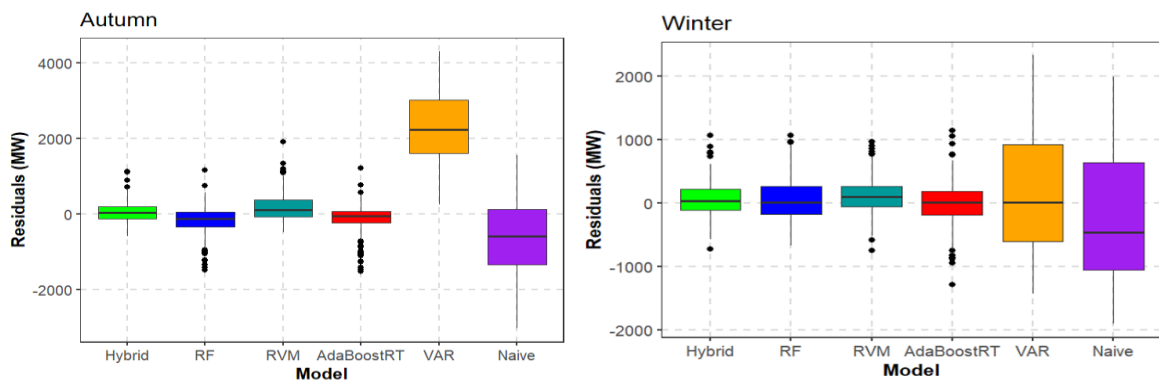 Autumn
4000
2000
0
-2000
Residuals (MW)
Hybrid RF RVM AdaBoostRT VAR Naive
Model
Winter
2000
1000
0
-1000
-2000
Residuals (MW)
Hybrid RF RVM AdaBoostRT VAR Naive
Model